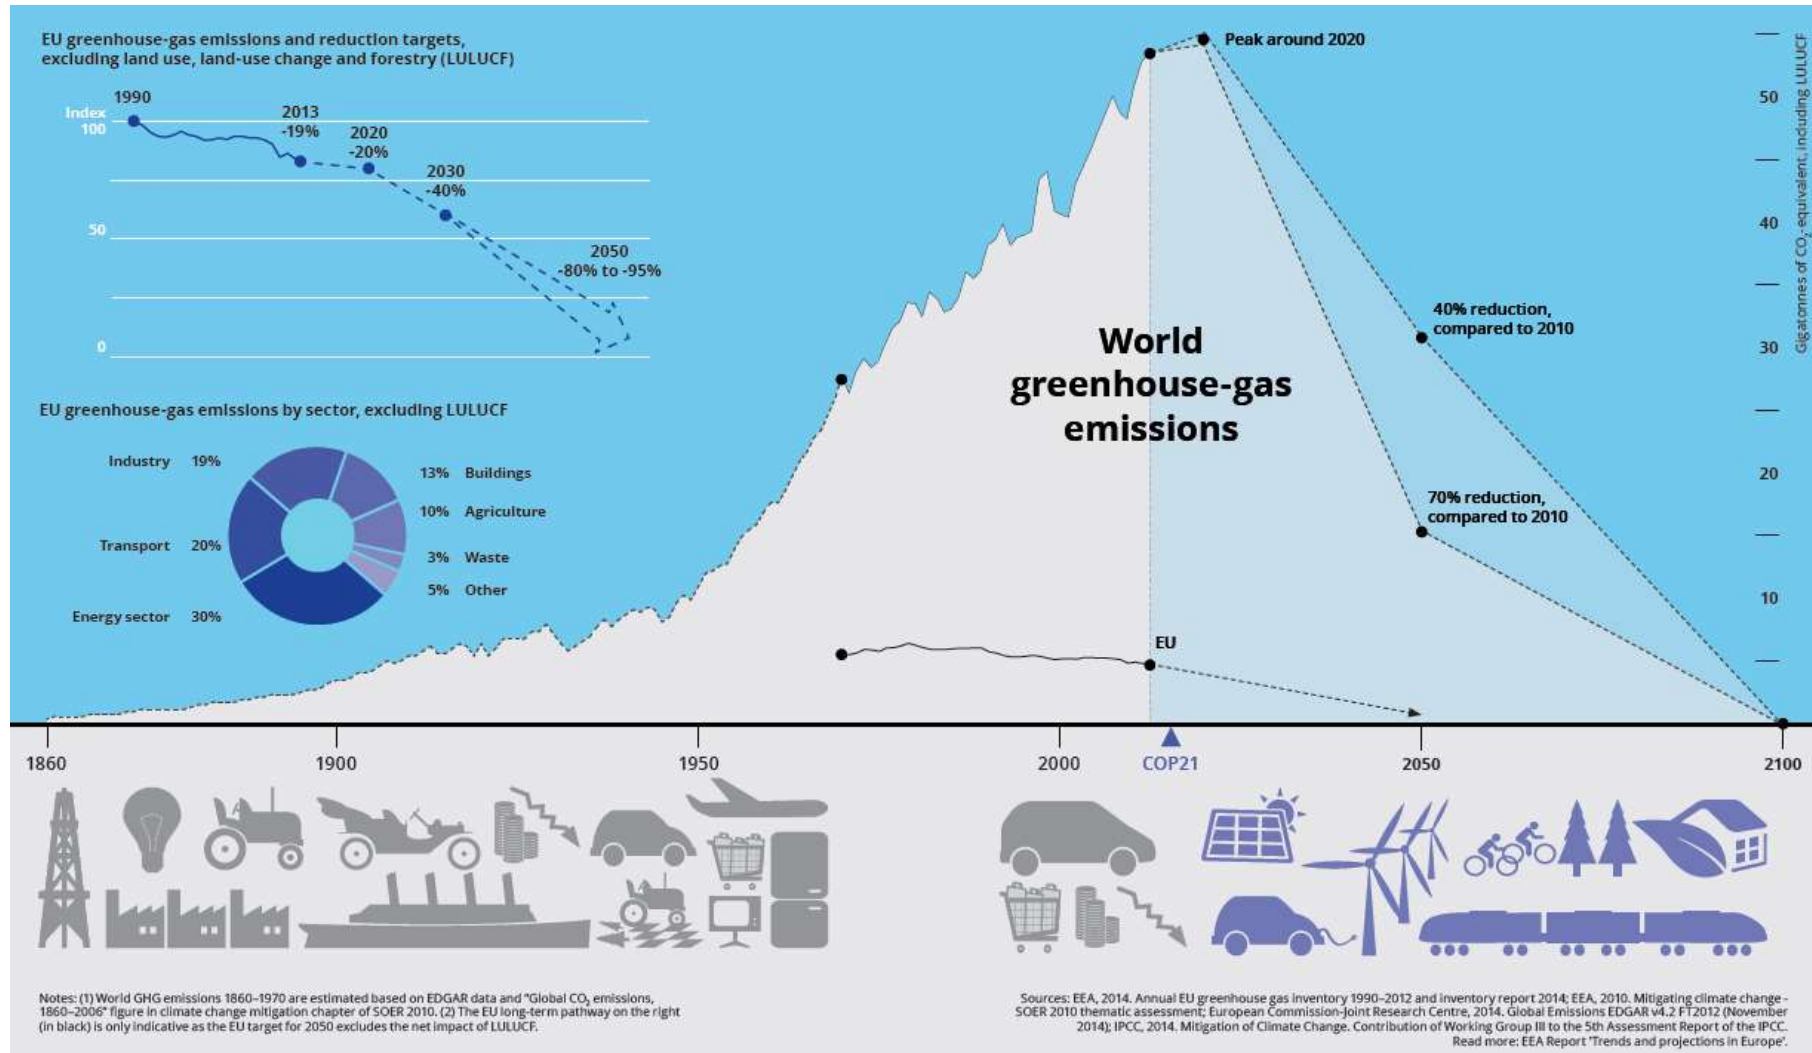 EU greenhouse-gas emissions and reduction targets,
excluding land use, land-use change and forestry (LULUCF)
1990
Index
100
2013
-19%
2020
-20%
2030
-40%
50
2050
-80% to -95%
0
EU greenhouse-gas emissions by sector, excluding LULUCF
Industry 19%
Transport 20%
Energy sector 30%
13% Buildings
10% Agriculture
3% Waste
5% Other
World
greenhouse-gas
emissions
Peak around 2020
40% reduction,
compared to 2010
70% reduction,
compared to 2010
EU
50
40
30
20
10
Gigatonnes of CO₂-equivalent, including LULUCF
1860
1900
1950
2000
COP21
2050
2100
Notes: (1) World GHG emissions 1860–1970 are estimated based on EDGAR data and "Global CO₂ emissions,
1860–2006" figure in climate change mitigation chapter of SOER 2010. (2) The EU long-term pathway on the right
(in black) is only indicative as the EU target for 2050 excludes the net impact of LULUCF.
Sources: EEA, 2014. Annual EU greenhouse gas inventory 1990–2012 and inventory report 2014; EEA, 2010. Mitigating climate change -
SOER 2010 thematic assessment; European Commission-Joint Research Centre, 2014. Global Emissions EDGAR v4.2 FT2012 (November
2014); IPCC, 2014. Mitigation of Climate Change. Contribution of Working Group III to the 5th Assessment Report of the IPCC.
Read more: EEA Report 'Trends and projections in Europe'.